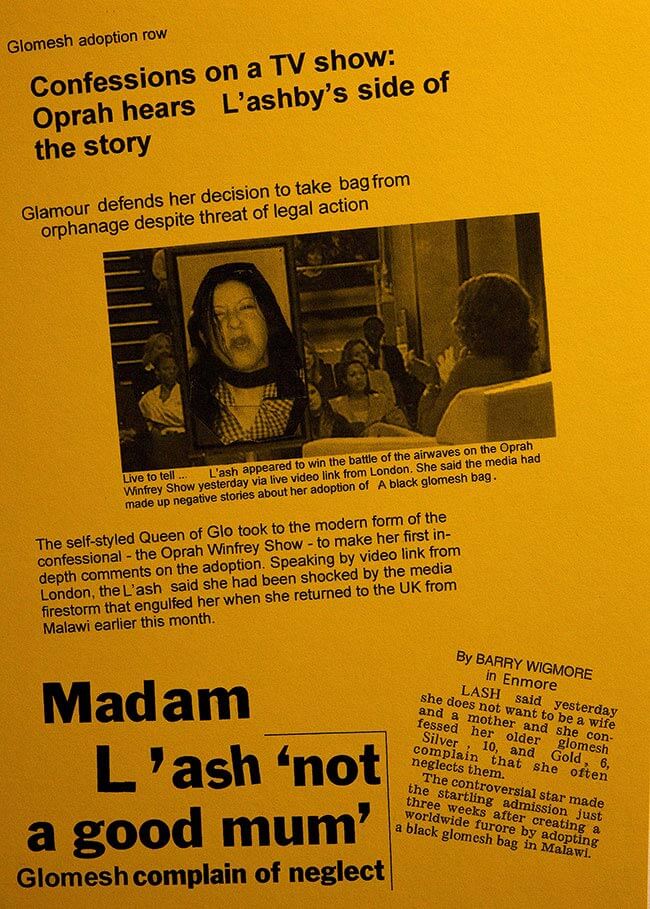 Glomesh adoption row
Confessions on a TV show:
Oprah hears L'ashby's side of
the story
Glamour defends her decision to take bag from
orphanage despite threat of legal action
Live to tell ... L'ash appeared to win the battle of the airwaves on the Oprah
Winfrey Show yesterday via live video link from London. She said the media had
made up negative stories about her adoption of A black glomesh bag.
The self-styled Queen of Glo took to the modern form of the
confessional - the Oprah Winfrey Show - to make her first in-
depth comments on the adoption. Speaking by video link from
London, the L'ash said she had been shocked by the media
firestorm that engulfed her when she returned to the UK from
Malawi earlier this month.
Madam
L'ash 'not
a good mum'
Glomesh complain of neglect
By BARRY WIGMORE
in Enmore
LASH said yesterday
she does not want to be a wife
and a mother and she con-
fessed her older glomesh
Silver, 10, and Gold, 6,
complain that she often
neglects them.
The controversial star made
the startling admission just
three weeks after creating a
worldwide furore by adopting
a black glomesh bag in Malawi.